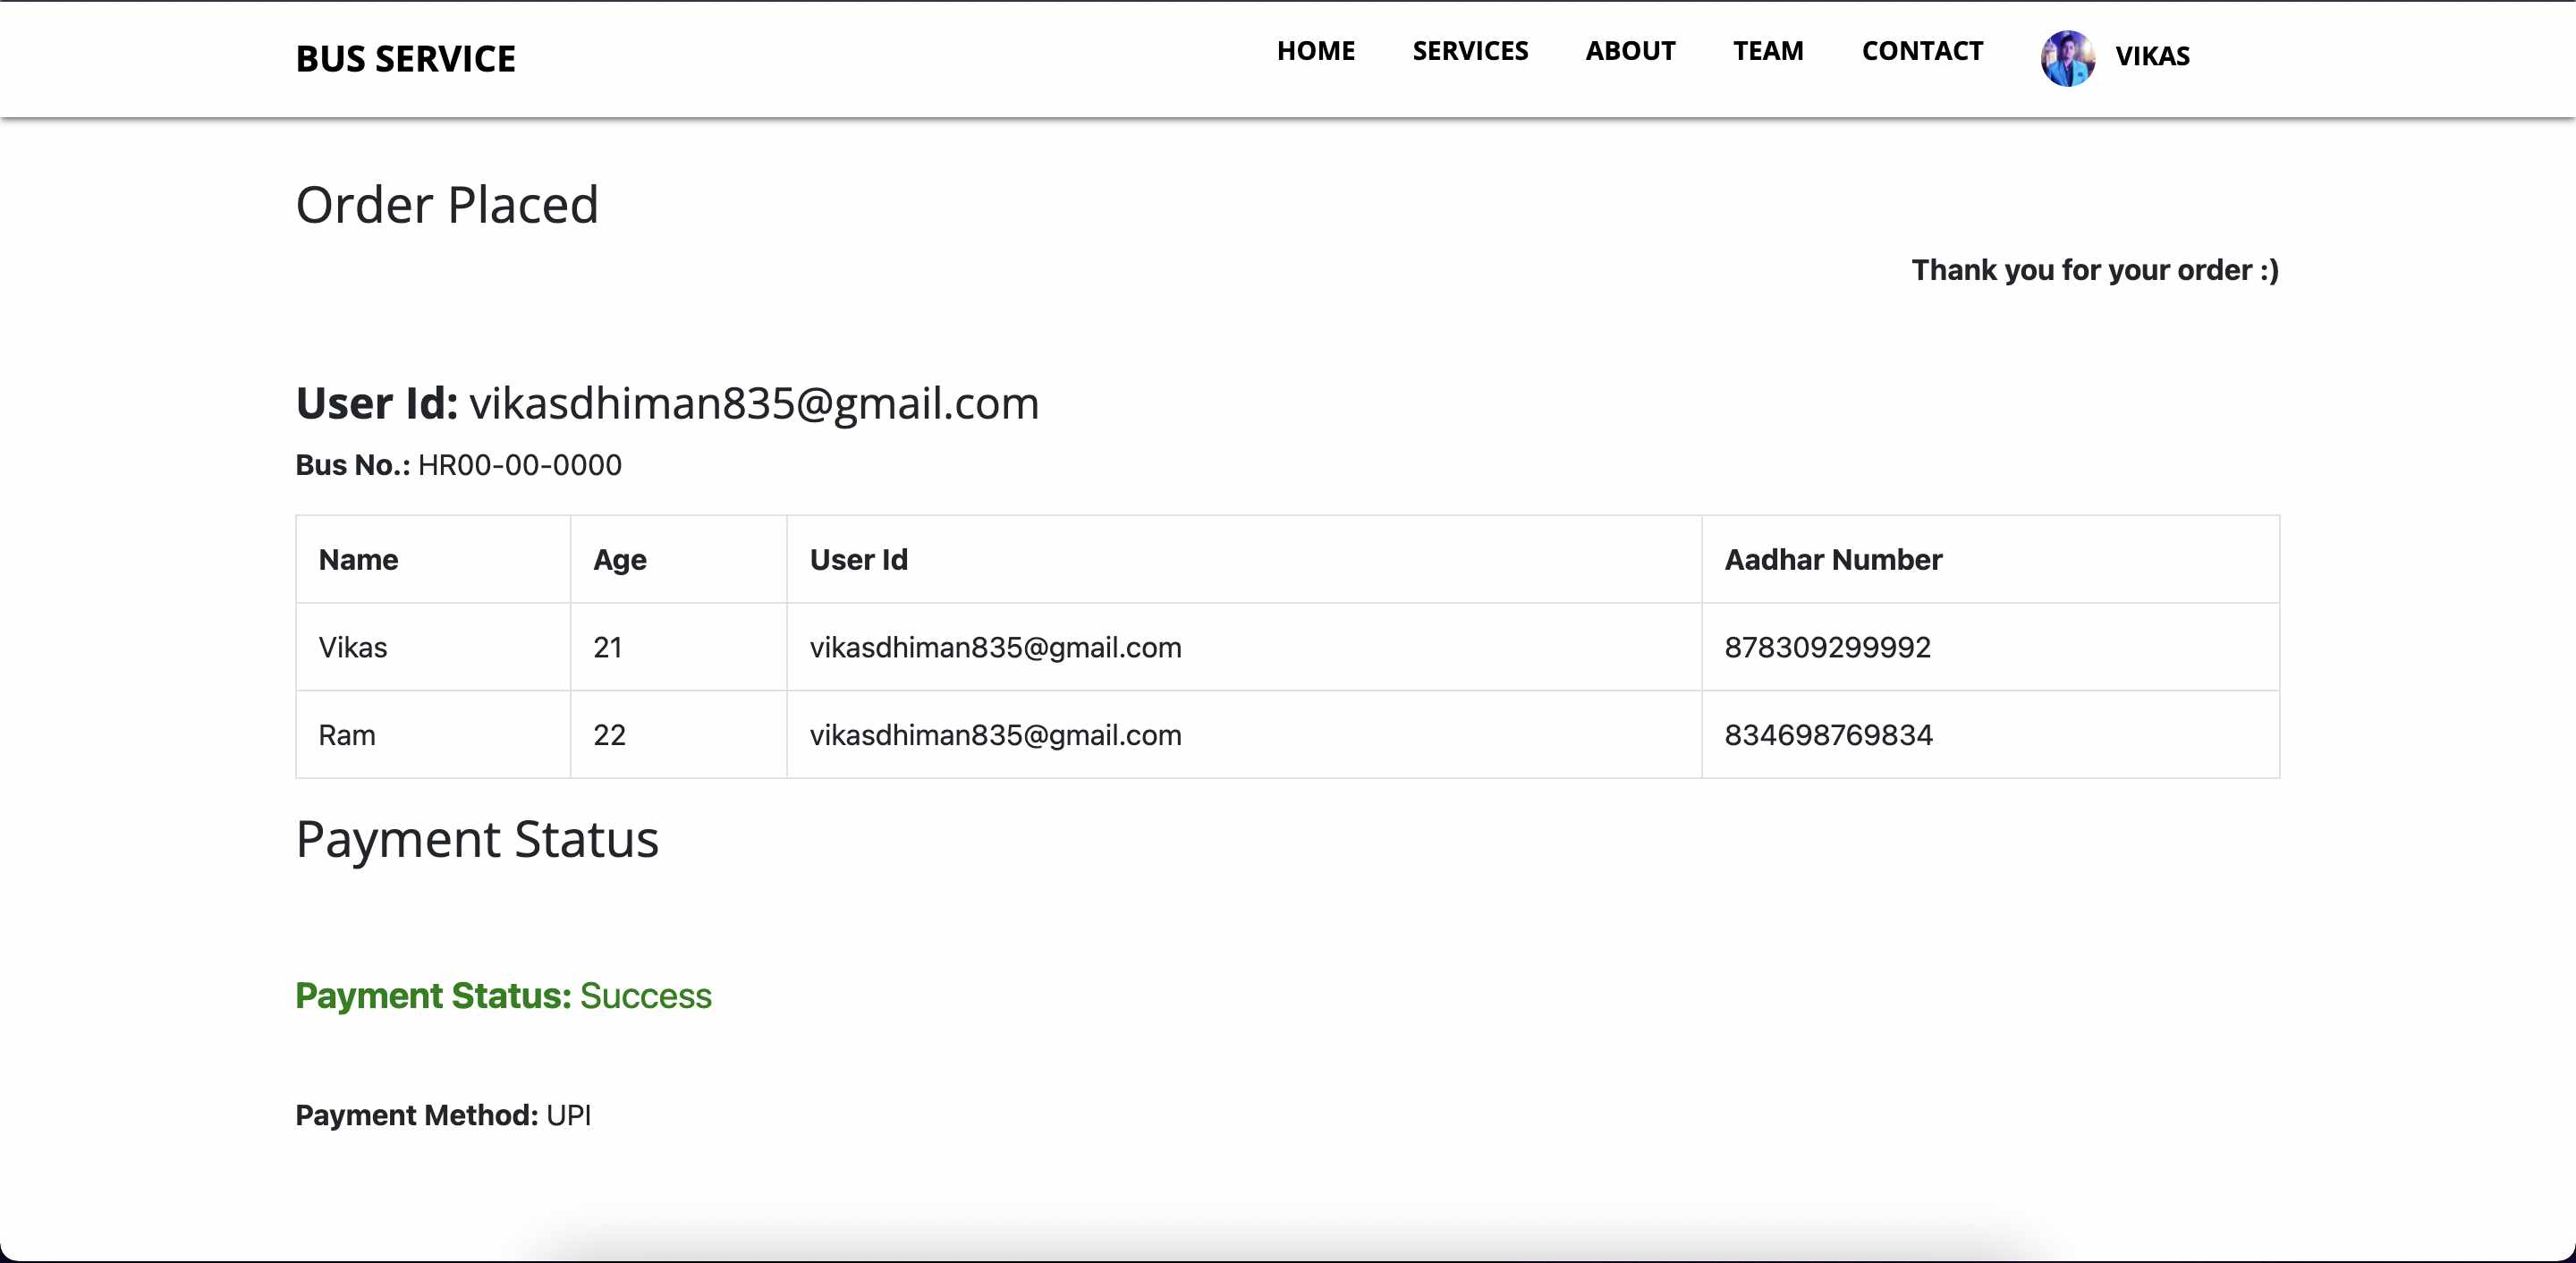 BUS SERVICE HOME SERVICES ABOUT TEAM CONTACT VIKAS
Order Placed
Thank you for your order :)
User Id: vikasdhiman835@gmail.com
Bus No.: HR00-00-0000
Name Age User Id Aadhar Number
Vikas 21 vikasdhiman835@gmail.com 878309299992
Ram 22 vikasdhiman835@gmail.com 834698769834
Payment Status
Payment Status: Success
Payment Method: UPI